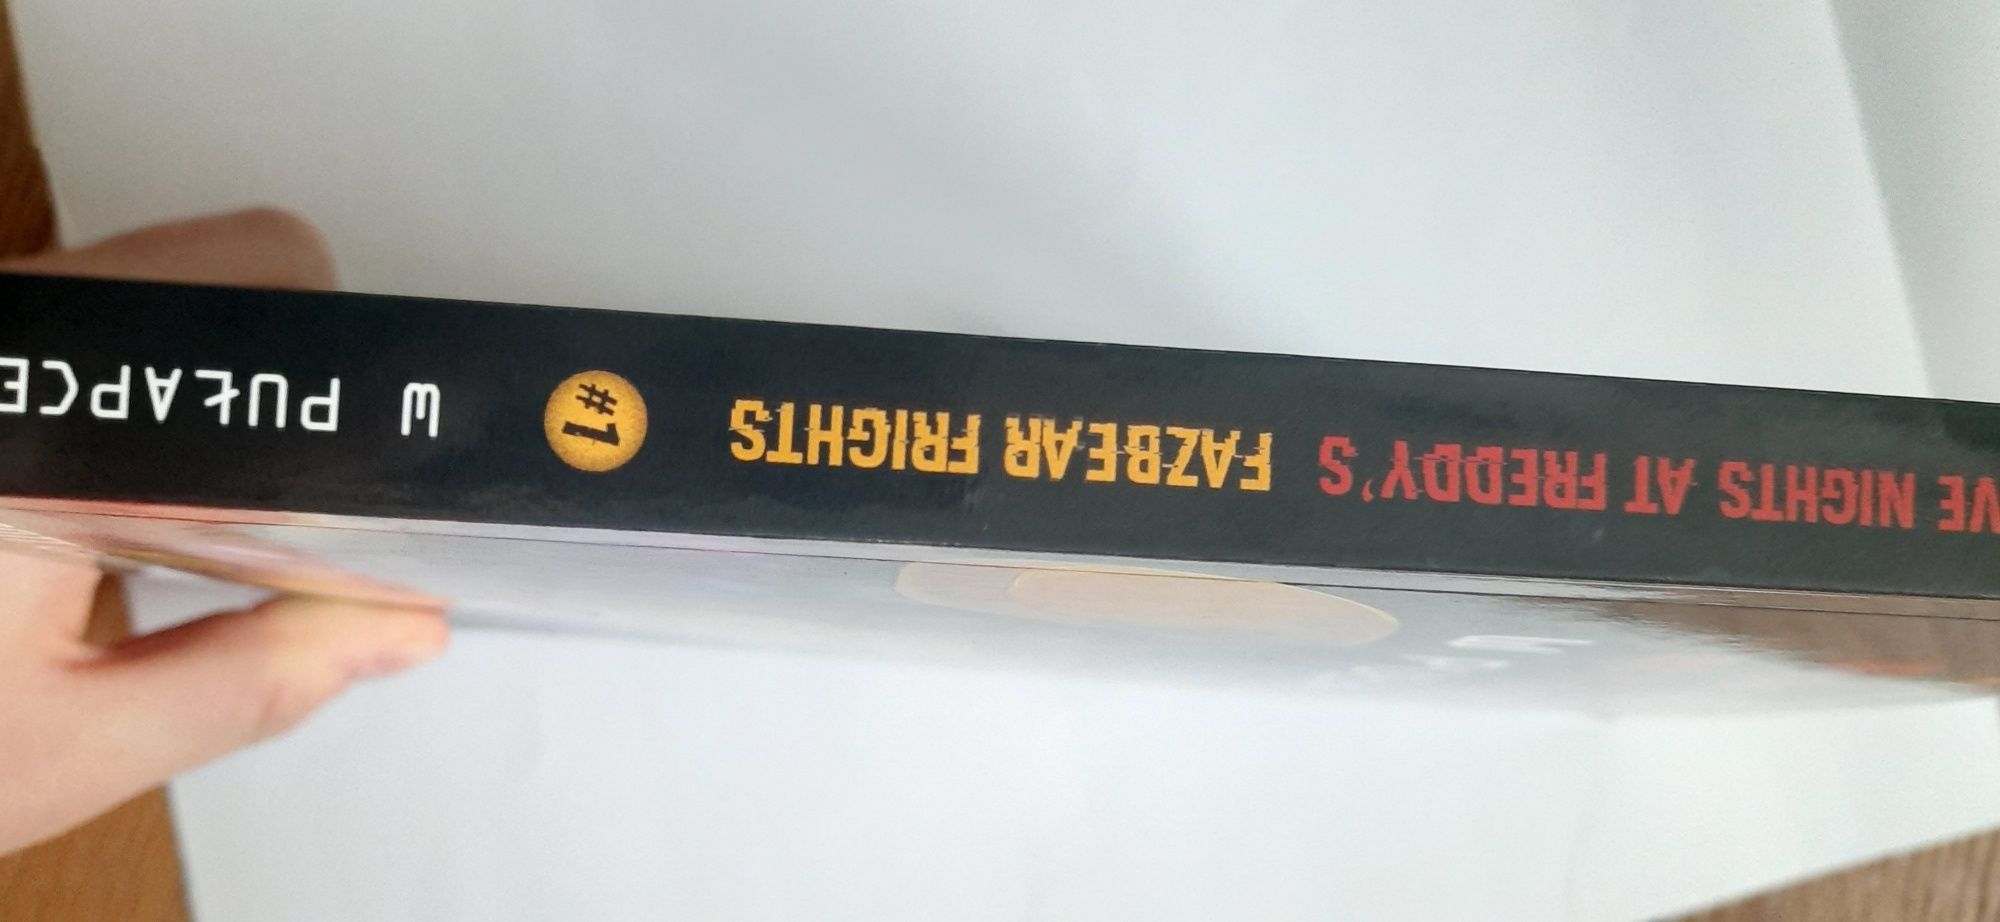 VE NIGHTS AT FREDDY'S FAZBEAR FRIGHTS #1 W PUŁAPCE